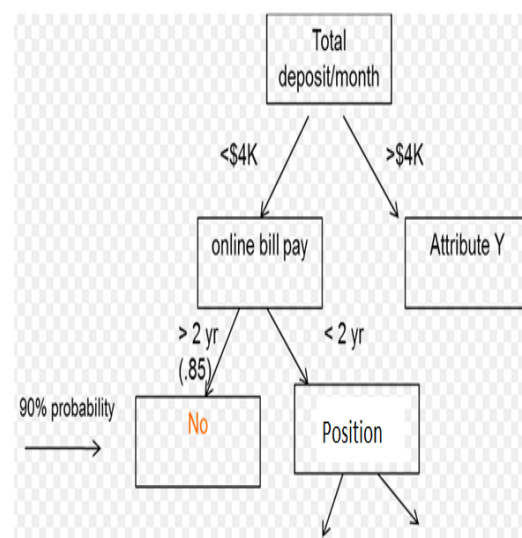 Total
deposit/month
<$4K
>$4K
online bill pay
Attribute Y
> 2 yr
(.85)
< 2 yr
90% probability
No
Position